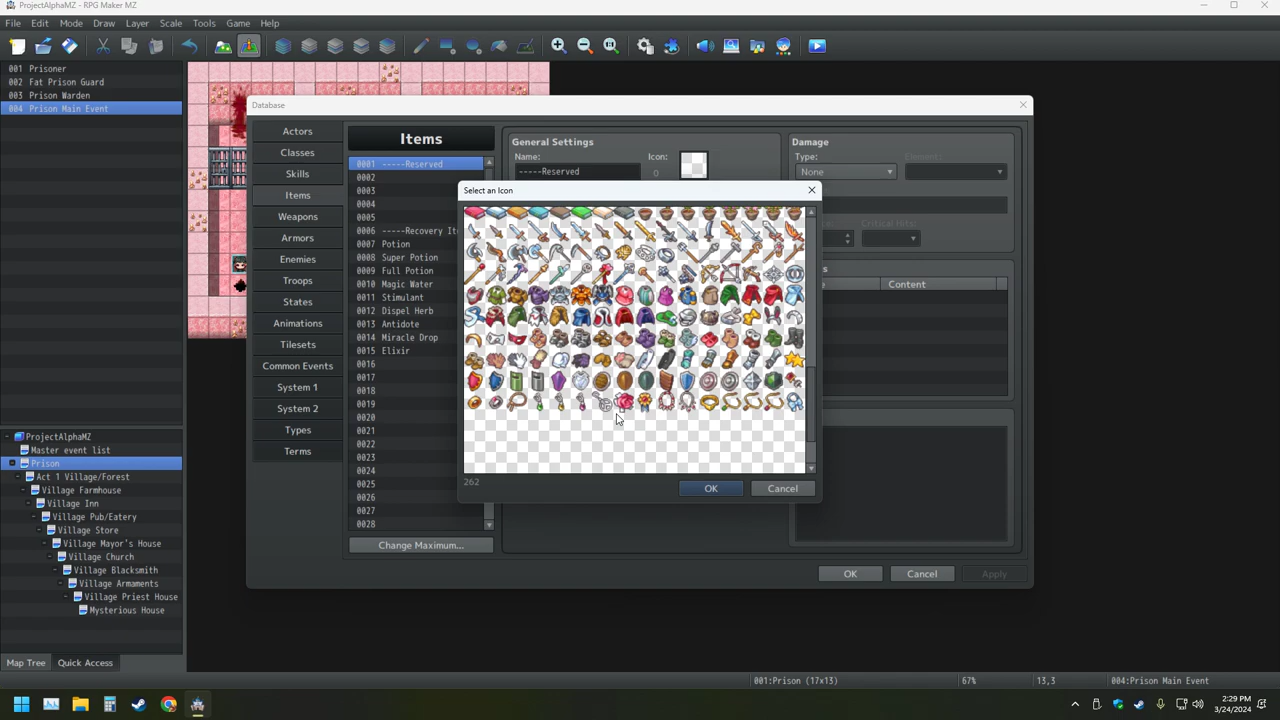 ProjectAlphaMZ - RPG Maker MZ
File Edit Mode Draw Layer Scale Tools Game Help
001 Prisoner
002 Fat Prison Guard
003 Prison Warden
004 Prison Main Event
Database
Actors
Classes
Skills
Items
Weapons
Armors
Enemies
Troops
States
Animations
Tilesets
Common Events
System 1
System 2
Types
Terms
Items
0001 -----Reserved
0002
0003
0004
0005
0006 -----Recovery It
0007 Potion
0008 Super Potion
0009 Full Potion
0010 Magic Water
0011 Stimulant
0012 Dispel Herb
0013 Antidote
0014 Miracle Drop
0015 Elixir
0016
0017
0018
0019
0020
0021
0022
0023
0024
0025
0026
0027
0028
Change Maximum...
General Settings
Name:
Icon:
-----Reserved
0
Damage
Type:
Element:
None
Critical Hits:
Content
Select an Icon
262
OK
Cancel
OK
Cancel
Apply
ProjectAlphaMZ
Master event list
Prison
Act 1 Village/Forest
Village Farmhouse
Village Inn
Village Pub/Eatery
Village Store
Village Mayor's House
Village Church
Village Blacksmith
Village Armaments
Village Priest House
Mysterious House
Map Tree
Quick Access
001:Prison (17x13)
67%
13,3
004:Prison Main Event
2:29 PM
3/24/2024